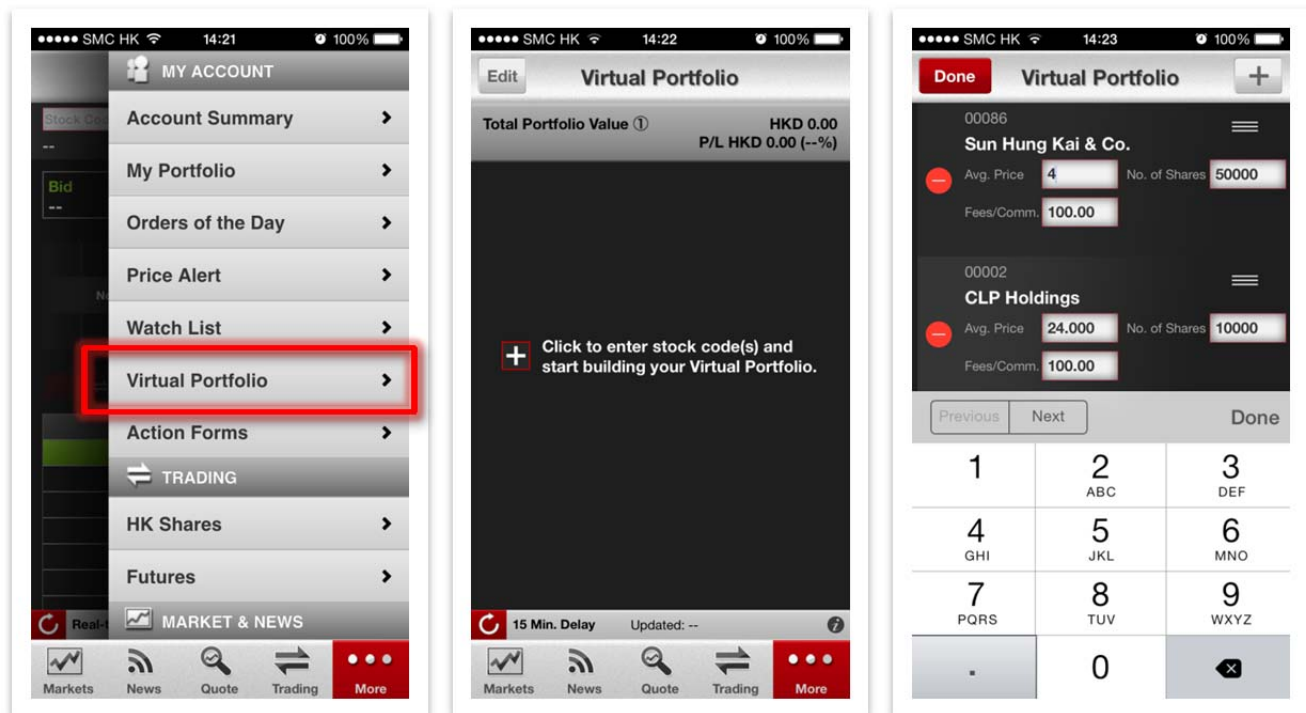 SMC HK 14:21 100%
MY ACCOUNT
Stock Cod
Account Summary
--
My Portfolio
Bid
--
Orders of the Day
Price Alert
Watch List
Virtual Portfolio
Action Forms
TRADING
HK Shares
Futures
MARKET & NEWS
Real-t
Markets News Quote Trading More
SMC HK 14:22 100%
Edit Virtual Portfolio
Total Portfolio Value ① HKD 0.00
P/L HKD 0.00 (--%)
Click to enter stock code(s) and
start building your Virtual Portfolio.
15 Min. Delay Updated: --
Markets News Quote Trading More
SMC HK 14:23 100%
Done Virtual Portfolio +
00086
Sun Hung Kai & Co.
Avg. Price 4 No. of Shares 50000
Fees/Comm. 100.00
00002
CLP Holdings
Avg. Price 24.000 No. of Shares 10000
Fees/Comm. 100.00
Previous Next Done
1 2 3
ABC DEF
4 5 6
GHI JKL MNO
7 8 9
PQRS TUV WXYZ
. 0